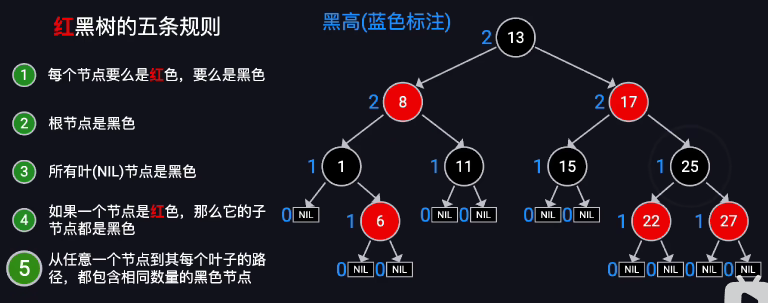 红黑树的五条规则
黑高(蓝色标注)
1 每个节点要么是红色，要么是黑色
2 根节点是黑色
3 所有叶(NIL)节点是黑色
4 如果一个节点是红色，那么它的子
节点都是黑色
5 从任意一个节点到其每个叶子的路
径，都包含相同数量的黑色节点
2 13
2 8 2 17
1 1 1 11 1 15 1 25
0 NIL 1 6 0 NIL 0 NIL 0 NIL 0 NIL 1 22 1 27
0 NIL 0 NIL 0 NIL 0 NIL 0 NIL 0 NIL